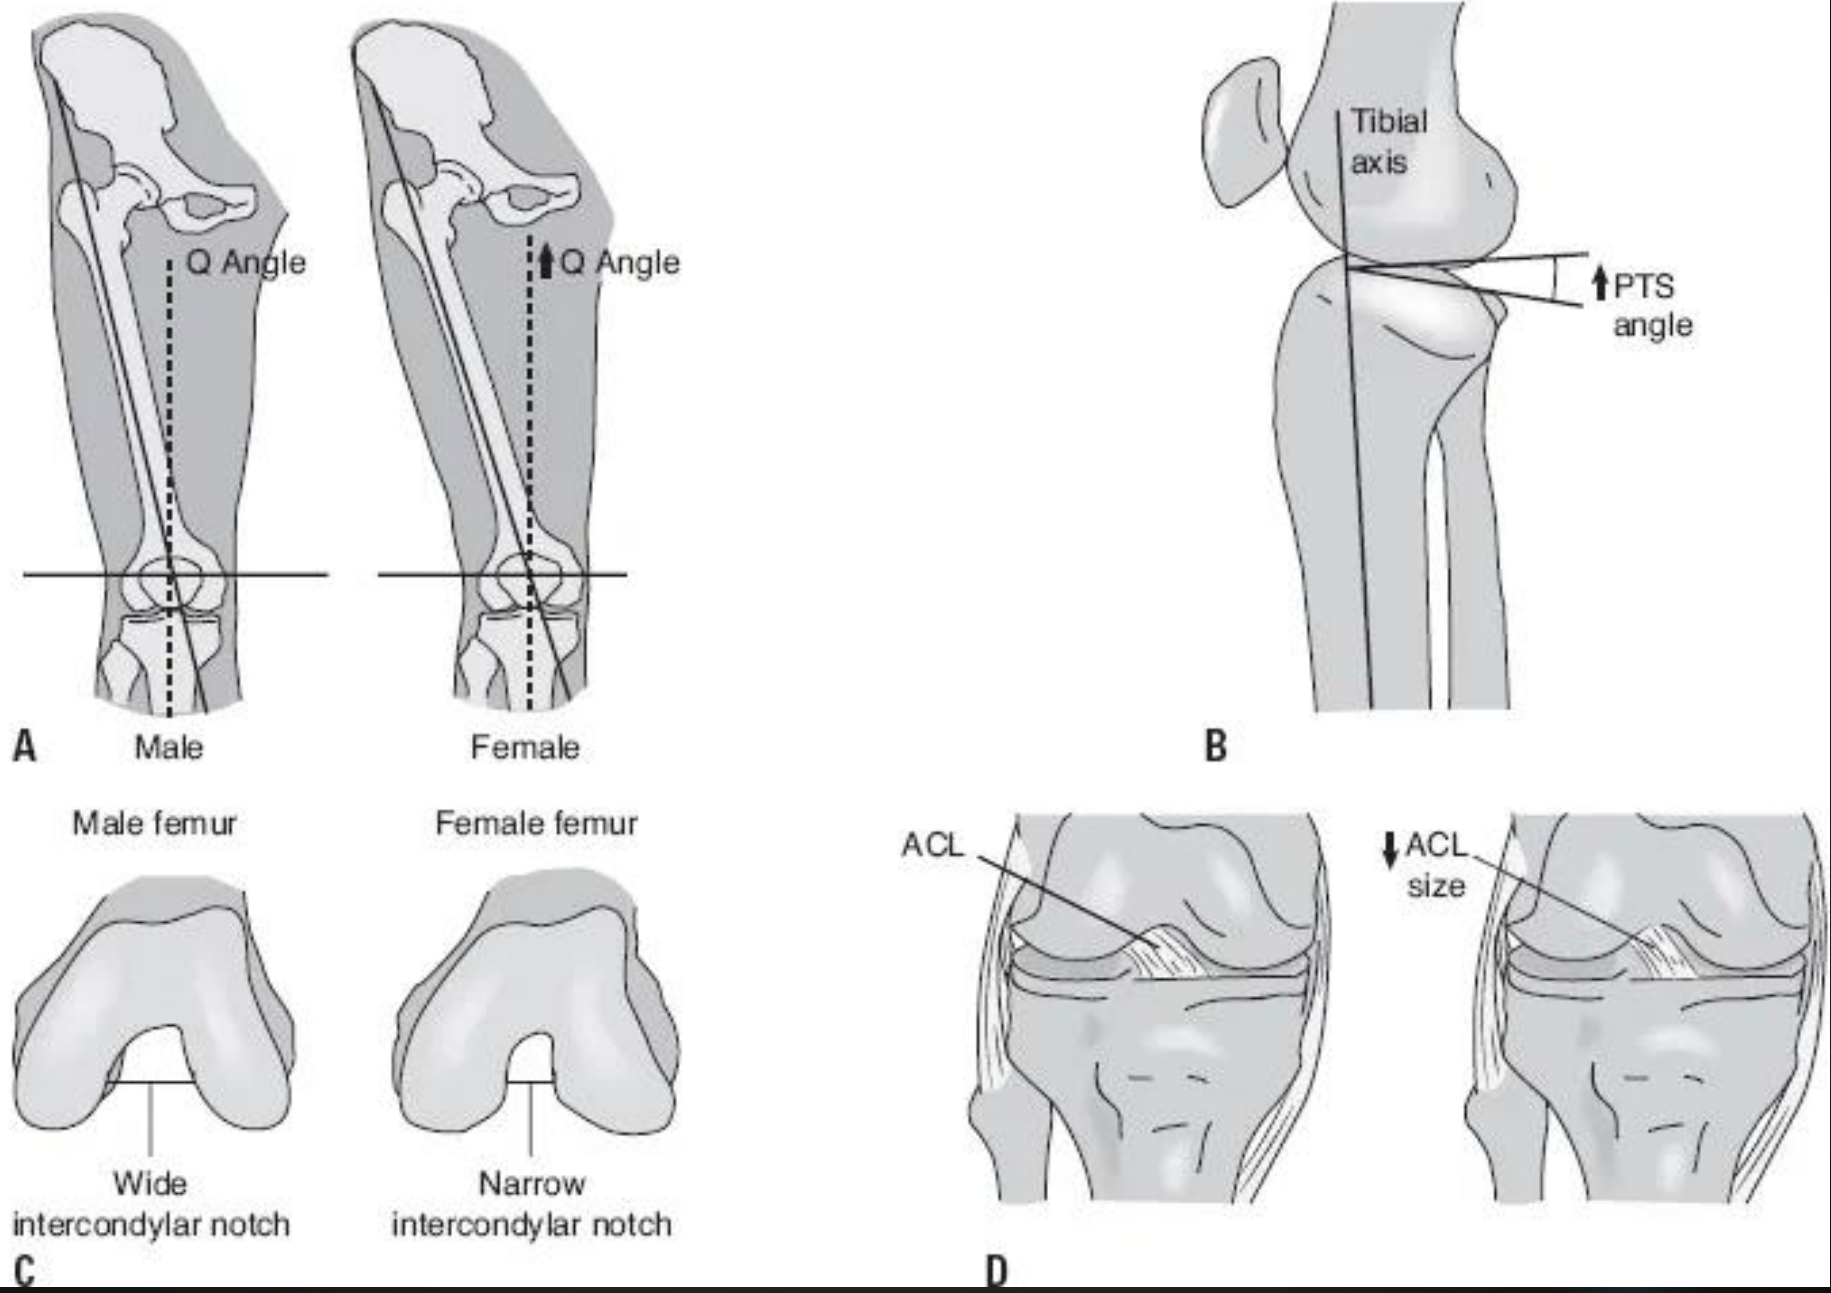 Q Angle
Q Angle
A
Male
Female
Tibial
axis
PTS
angle
B
Male femur
Female femur
Wide
intercondylar notch
Narrow
intercondylar notch
C
ACL
ACL
size
D